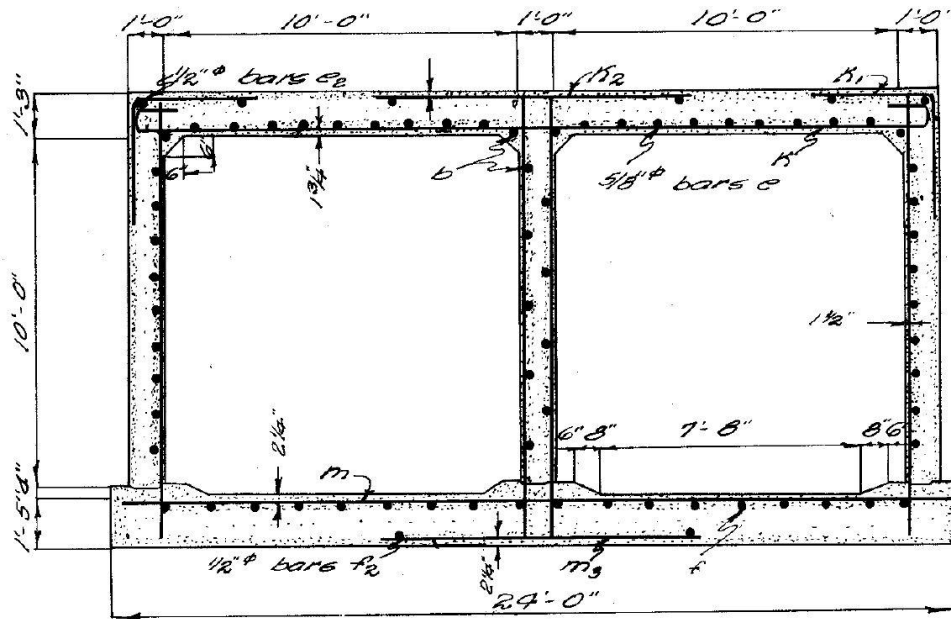 1'-0" 10'-0" 1'-0" 10'-0" 1'-0"
1/2" φ bars e2
K2
K1
1'-3"
6"
6"
1 3/4"
b
5/8" φ bars e
K
10'-0"
1 1/2"
2 1/4"
m
6" 8" 7'-8" 8" 6"
4"
1'-5"
1/2" φ bars f2
2 1/4"
m3
f
24'-0"